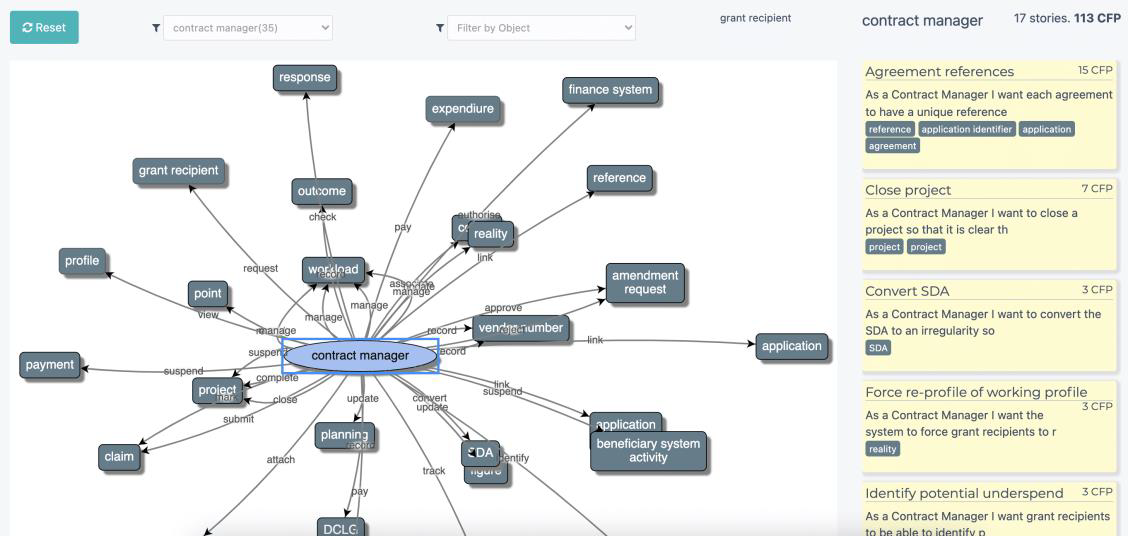 Reset
contract manager(35)
Filter by Object
grant recipient
contract manager
17 stories. 113 CFP
response
finance system
expendiure
grant recipient
outcome
reference
check
authorise
reality
pay
link
profile
request
workload
record
amendment
request
associate
update
manage
point
view
manage
manage
approve
manage
record
vendor number
reject
link
application
suspend
contract manager
record
payment
suspend
complete
project
mark
close
update
convert
update
link
suspend
submit
application
planning
record
beneficiary system
activity
claim
attach
SDA
identify
figure
track
pay
DCLG
Agreement references
15 CFP
As a Contract Manager I want each agreement
to have a unique reference
reference application identifier application
agreement
Close project
7 CFP
As a Contract Manager I want to close a
project so that it is clear th
project project
Convert SDA
3 CFP
As a Contract Manager I want to convert the
SDA to an irregularity so
SDA
Force re-profile of working profile
3 CFP
As a Contract Manager I want the
system to force grant recipients to r
reality
Identify potential underspend
3 CFP
As a Contract Manager I want grant recipients
to be able to identify p